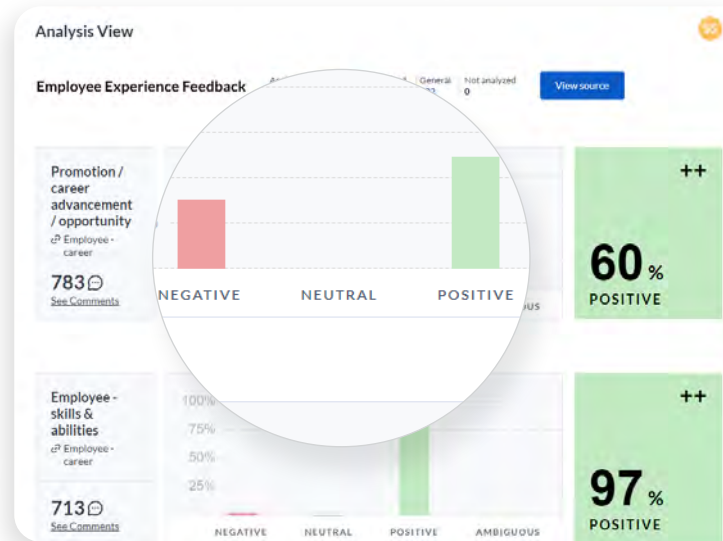 Analysis View
Employee Experience Feedback
General
Not analyzed
0
View source
Promotion /
career
advancement
/ opportunity
Employee -
career
783
See Comments
NEGATIVE NEUTRAL POSITIVE
++
60 %
POSITIVE
Employee -
skills &
abilities
Employee -
career
713
See Comments
100%
75%
50%
25%
NEGATIVE NEUTRAL POSITIVE AMBIGUOUS
++
97 %
POSITIVE